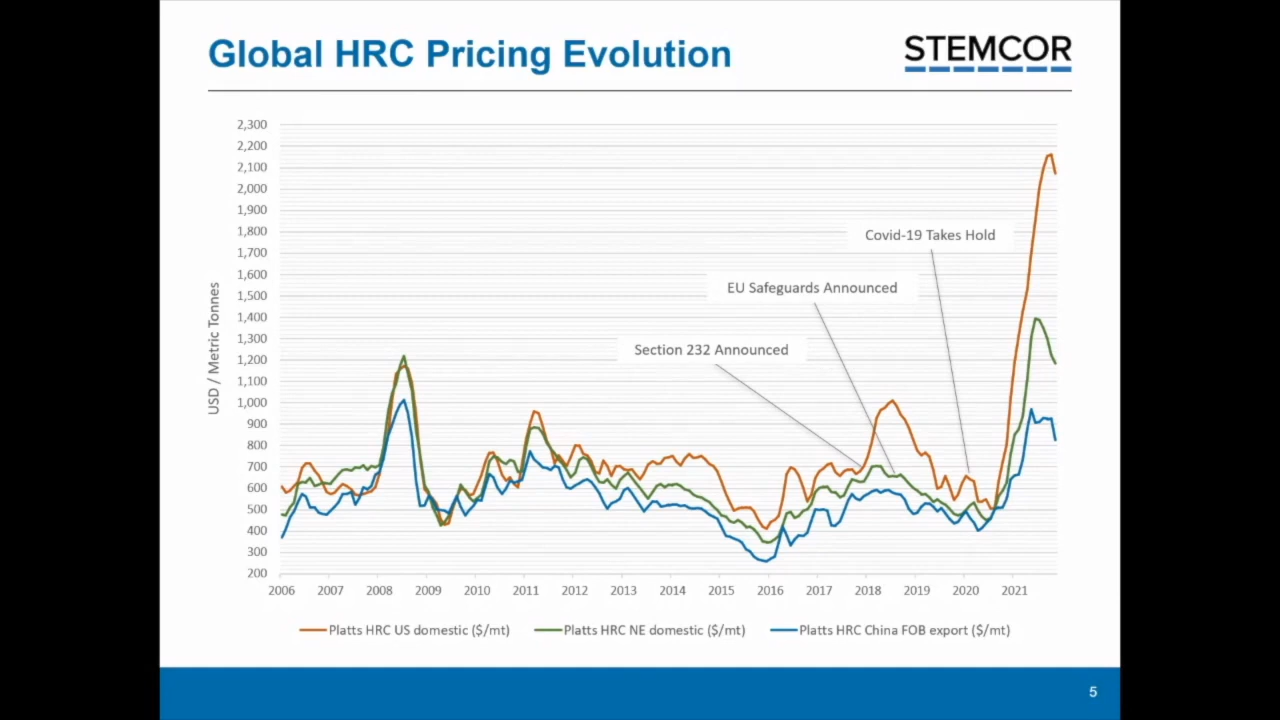 Global HRC Pricing Evolution
STEMCOR
USD / Metric Tonnes
2,300
2,200
2,100
2,000
1,900
1,800
1,700
1,600
1,500
1,400
1,300
1,200
1,100
1,000
900
800
700
600
500
400
300
200
Covid-19 Takes Hold
EU Safeguards Announced
Section 232 Announced
2006 2007 2008 2009 2010 2011 2012 2013 2014 2015 2016 2017 2018 2019 2020 2021
Platts HRC US domestic ($/mt) Platts HRC NE domestic ($/mt) Platts HRC China FOB export ($/mt)
5